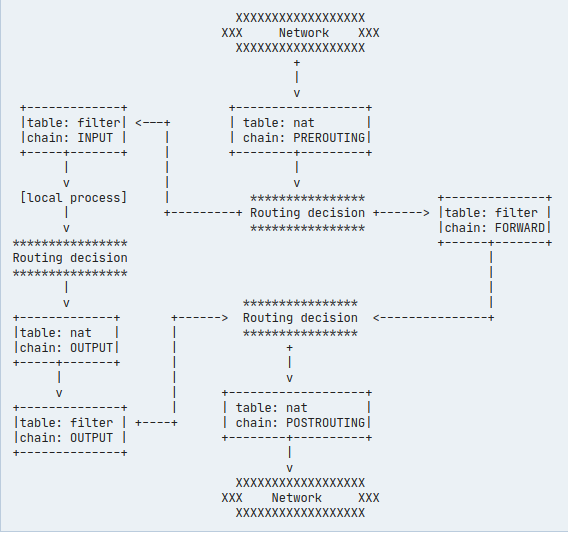 XXXXXXXXXXXXXXXXXX
                             XXX     Network    XXX
                               XXXXXXXXXXXXXXXXXX
                                       +
                                       |
                                       v
 +-------------+              +------------------+
 |table: filter| <---+        | table: nat       |
 |chain: INPUT |     |        | chain: PREROUTING|
 +-----+-------+     |        +--------+---------+
       |             |                 |
       v             |                 v
 [local process]     |           ****************          +--------------+
       |             +---------+ Routing decision +------> |table: filter |
       v                         ****************          |chain: FORWARD|
****************                                           +------+-------+
Routing decision                                                  |
****************                                                  |
       |                                                          |
       v                        ****************                  |
+-------------+       +------>  Routing decision  <---------------+
|table: nat   |       |         ****************
|chain: OUTPUT|       |               +
+-----+-------+       |               |
      |               |               v
      v               |      +-------------------+
+--------------+      |      | table: nat        |
|table: filter | +----+      | chain: POSTROUTING|
|chain: OUTPUT |             +--------+----------+
+--------------+                      |
                                      v
                               XXXXXXXXXXXXXXXXXX
                             XXX    Network     XXX
                               XXXXXXXXXXXXXXXXXX